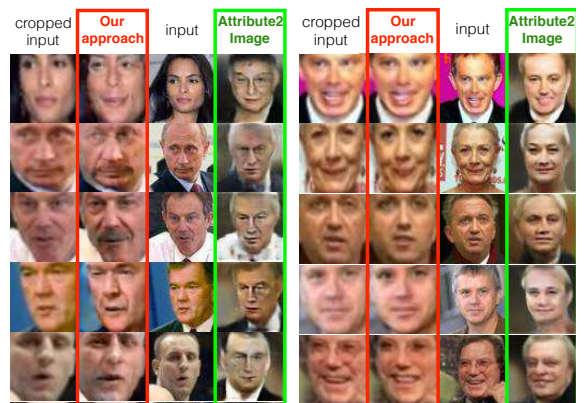 cropped input
Our approach
input
Attribute2 Image
cropped input
Our approach
input
Attribute2 Image